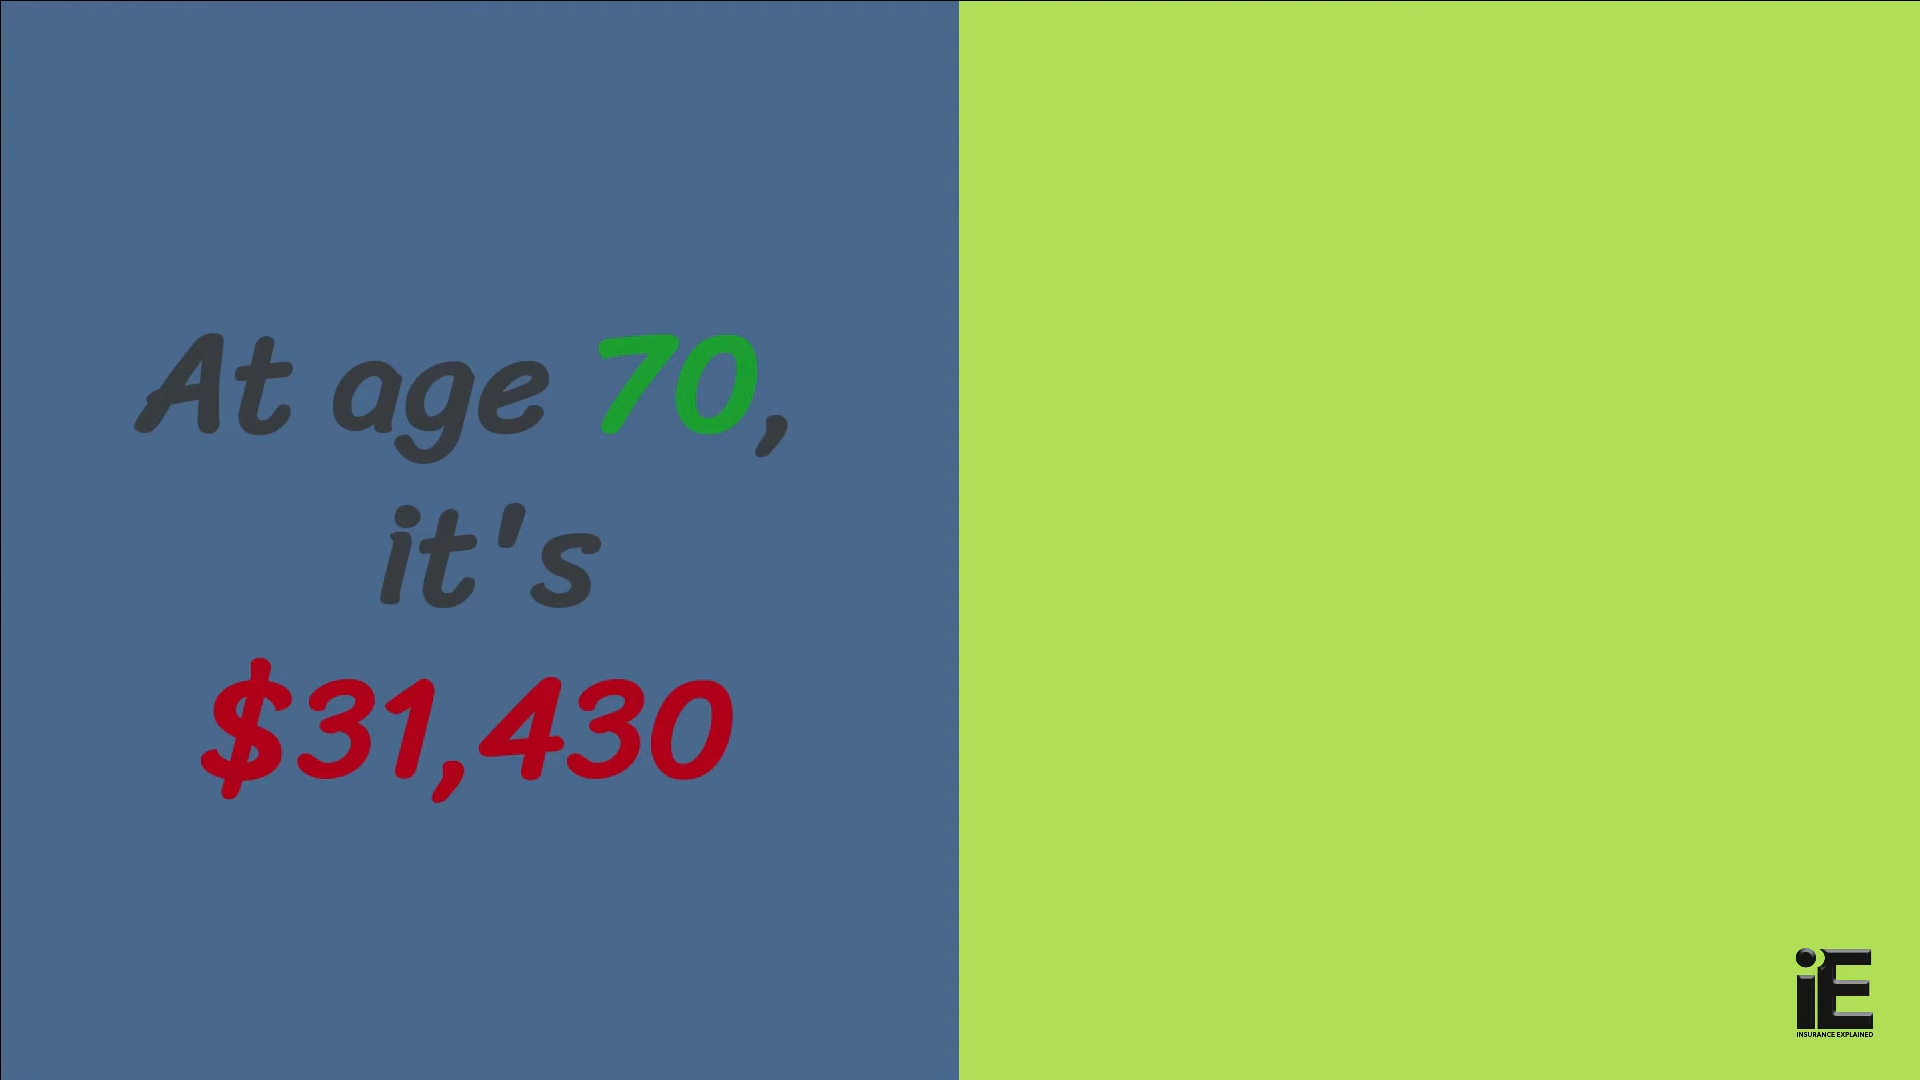 At age 70,
it's
$31,430
iE
INSURANCE EXPLAINED